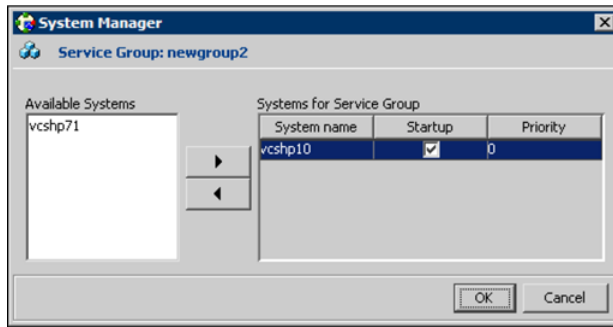 System Manager
Service Group: newgroup2
Available Systems
Systems for Service Group
vcshp71
System name Startup Priority
vcshp10 0
OK Cancel